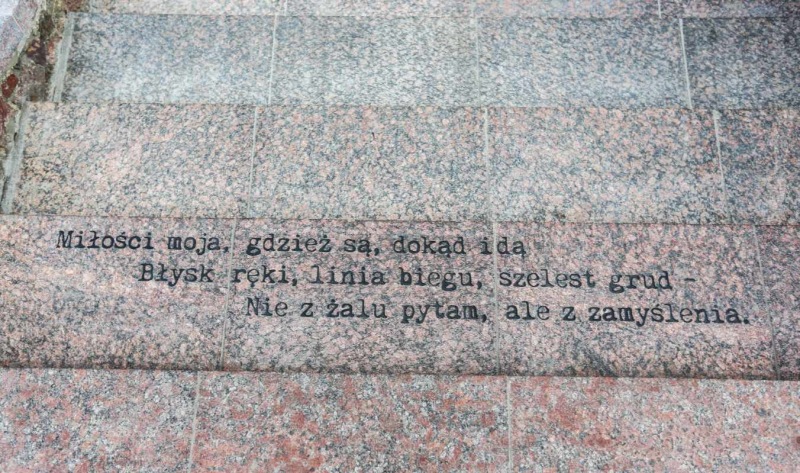 Miłości moja, gdzież są, dokąd idą
Błysk ręki, linia biegu, szelest grud -
Nie z żalu pytam, ale z zamyślenia.